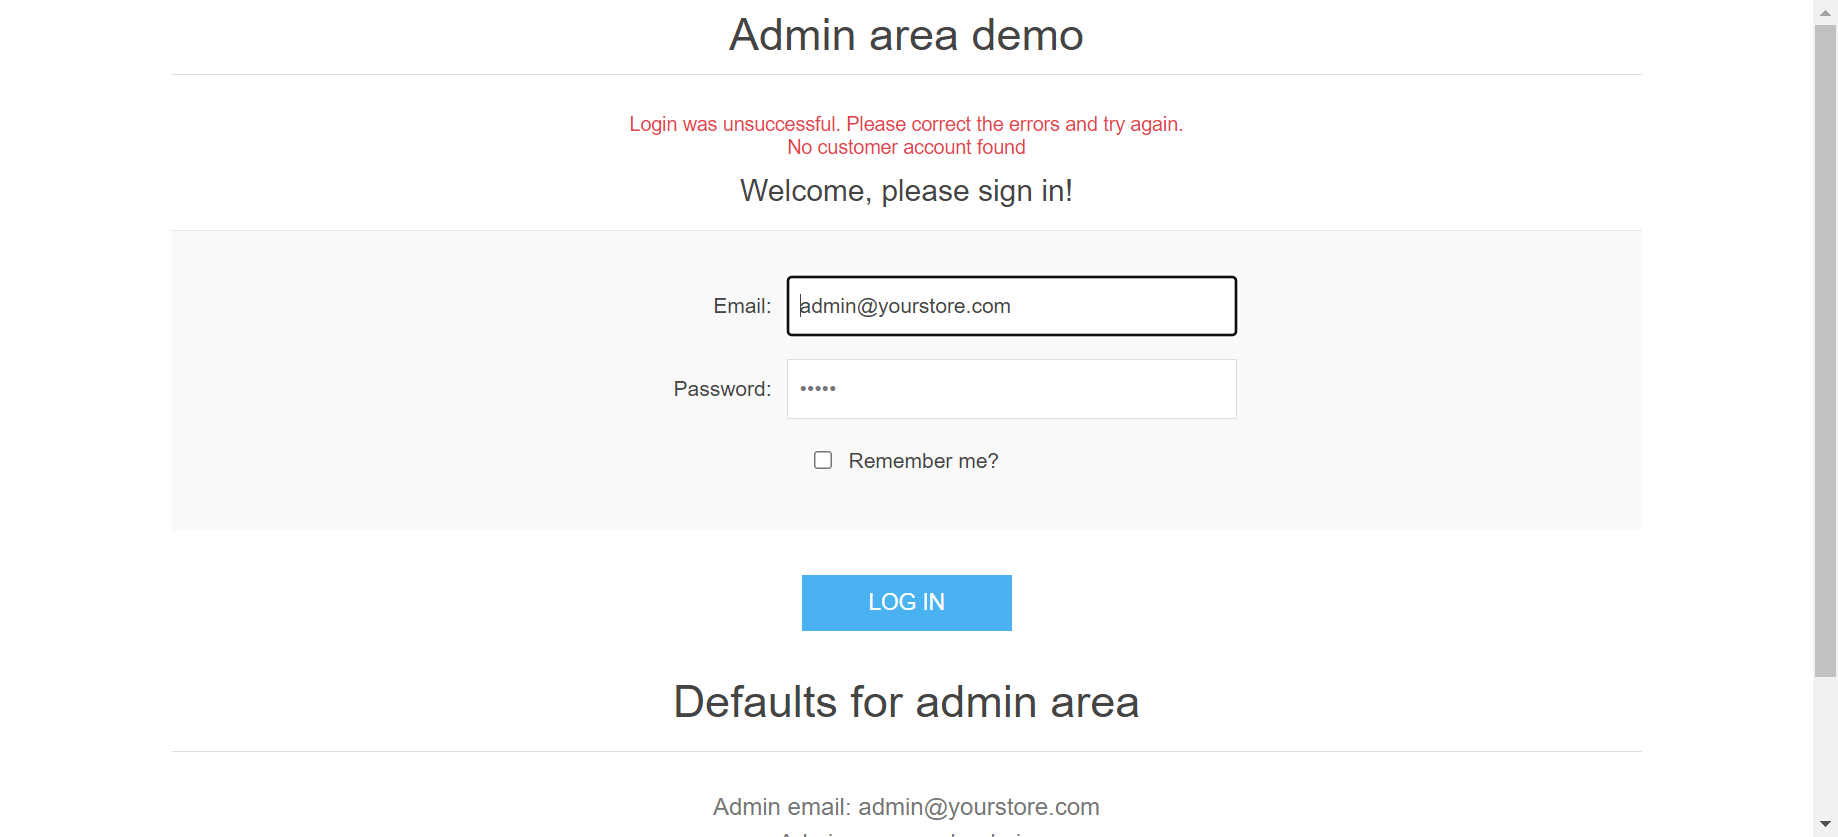 Admin area demo
Login was unsuccessful. Please correct the errors and try again.
No customer account found
Welcome, please sign in!
Email: admin@yourstore.com
Password: •••••
Remember me?
LOG IN
Defaults for admin area
Admin email: admin@yourstore.com